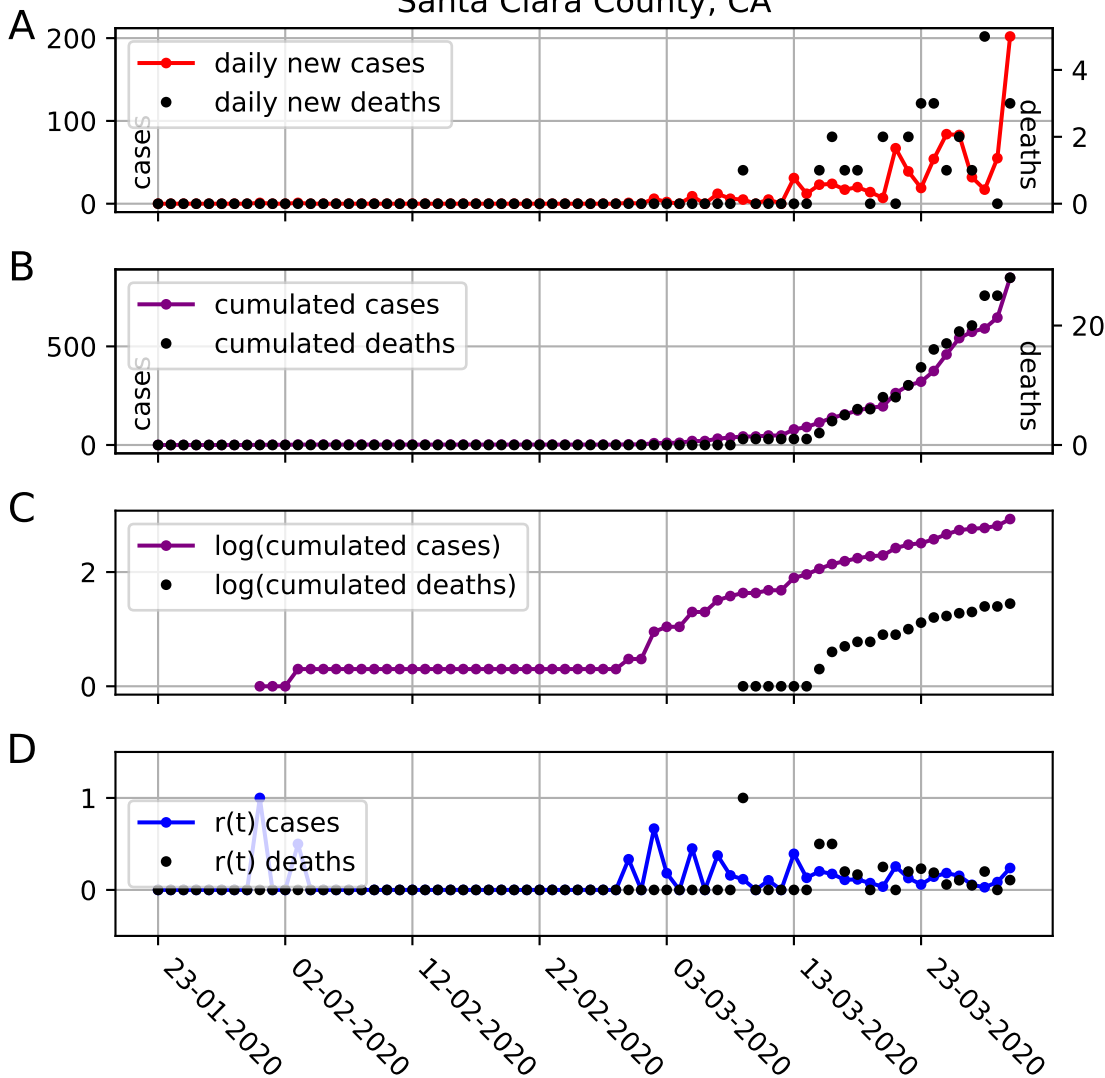 Santa Clara County, CA
A
200
100
0
cases
daily new cases
daily new deaths
4
2
0
deaths
B
500
0
cases
cumulated cases
cumulated deaths
20
0
deaths
C
2
0
log(cumulated cases)
log(cumulated deaths)
D
1
0
r(t) cases
r(t) deaths
23-01-2020
02-02-2020
12-02-2020
22-02-2020
03-03-2020
13-03-2020
23-03-2020